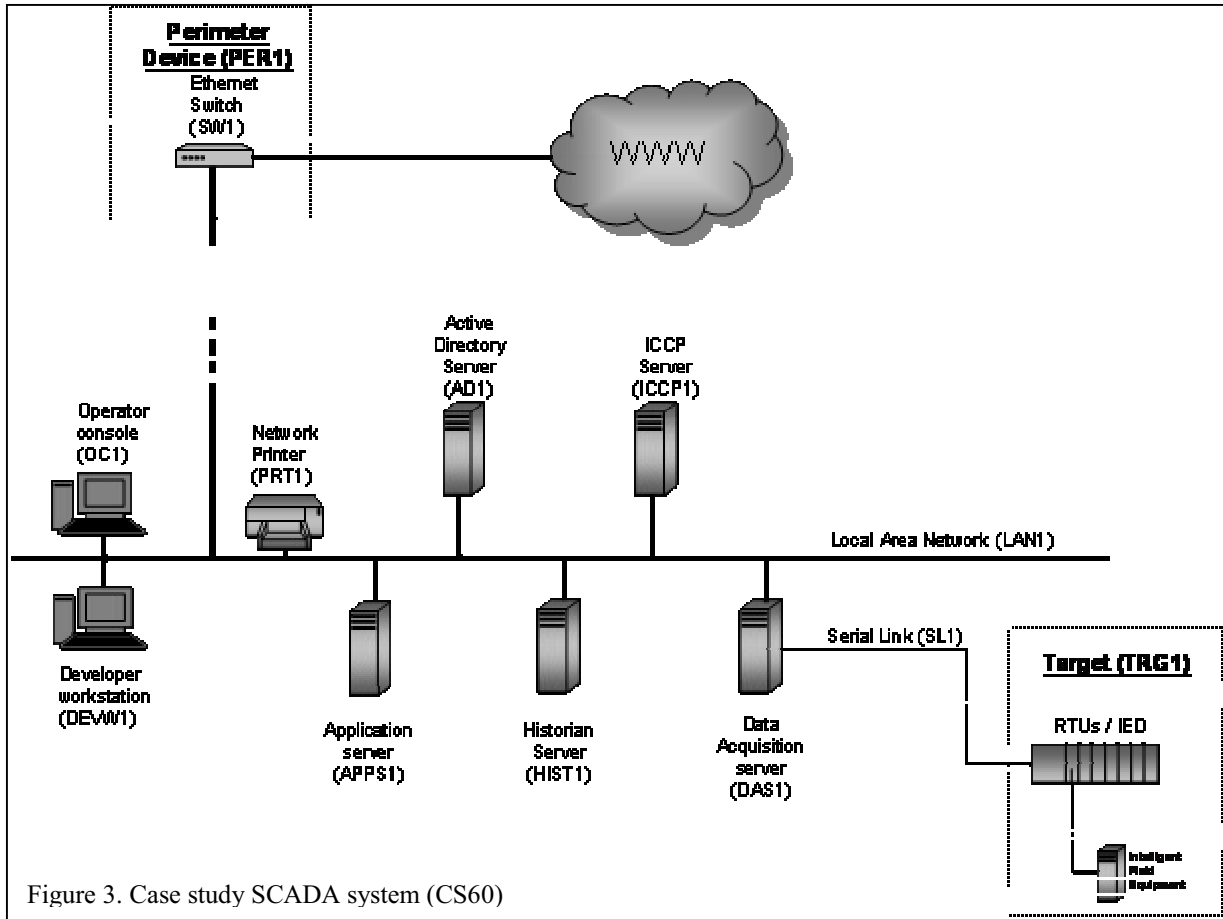 Perimeter
Device (PER1)
Ethernet
Switch
(SW1)
WWW
Active
Directory
Server
(AD1)
ICCP
Server
(ICCP1)
Operator
console
(OC1)
Network
Printer
(PRT1)
Local Area Network (LAN1)
Serial Link (SL1)
Target (TRG1)
Developer
workstation
(DEVW1)
Application
server
(APPS1)
Historian
Server
(HIST1)
Data
Acquisition
server
(DAS1)
RTUs / IED
Intelligent
Field
Equipment
Figure 3. Case study SCADA system (CS60)